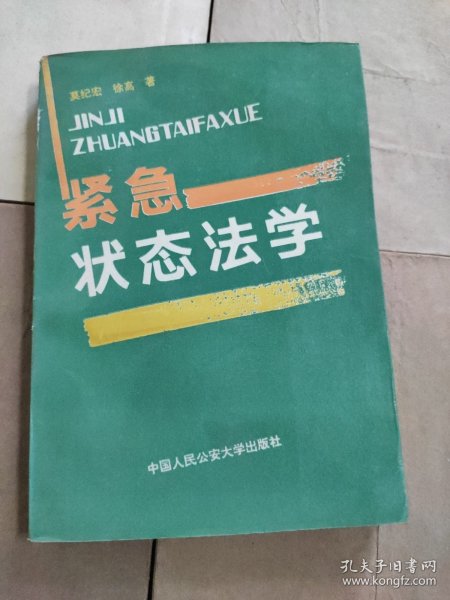 莫纪宏 徐高 著
JINJI
ZHUANGTAIFAXUE
紧急
状态法学
中国人民公安大学出版社
孔夫子旧书网
www.kongfz.com